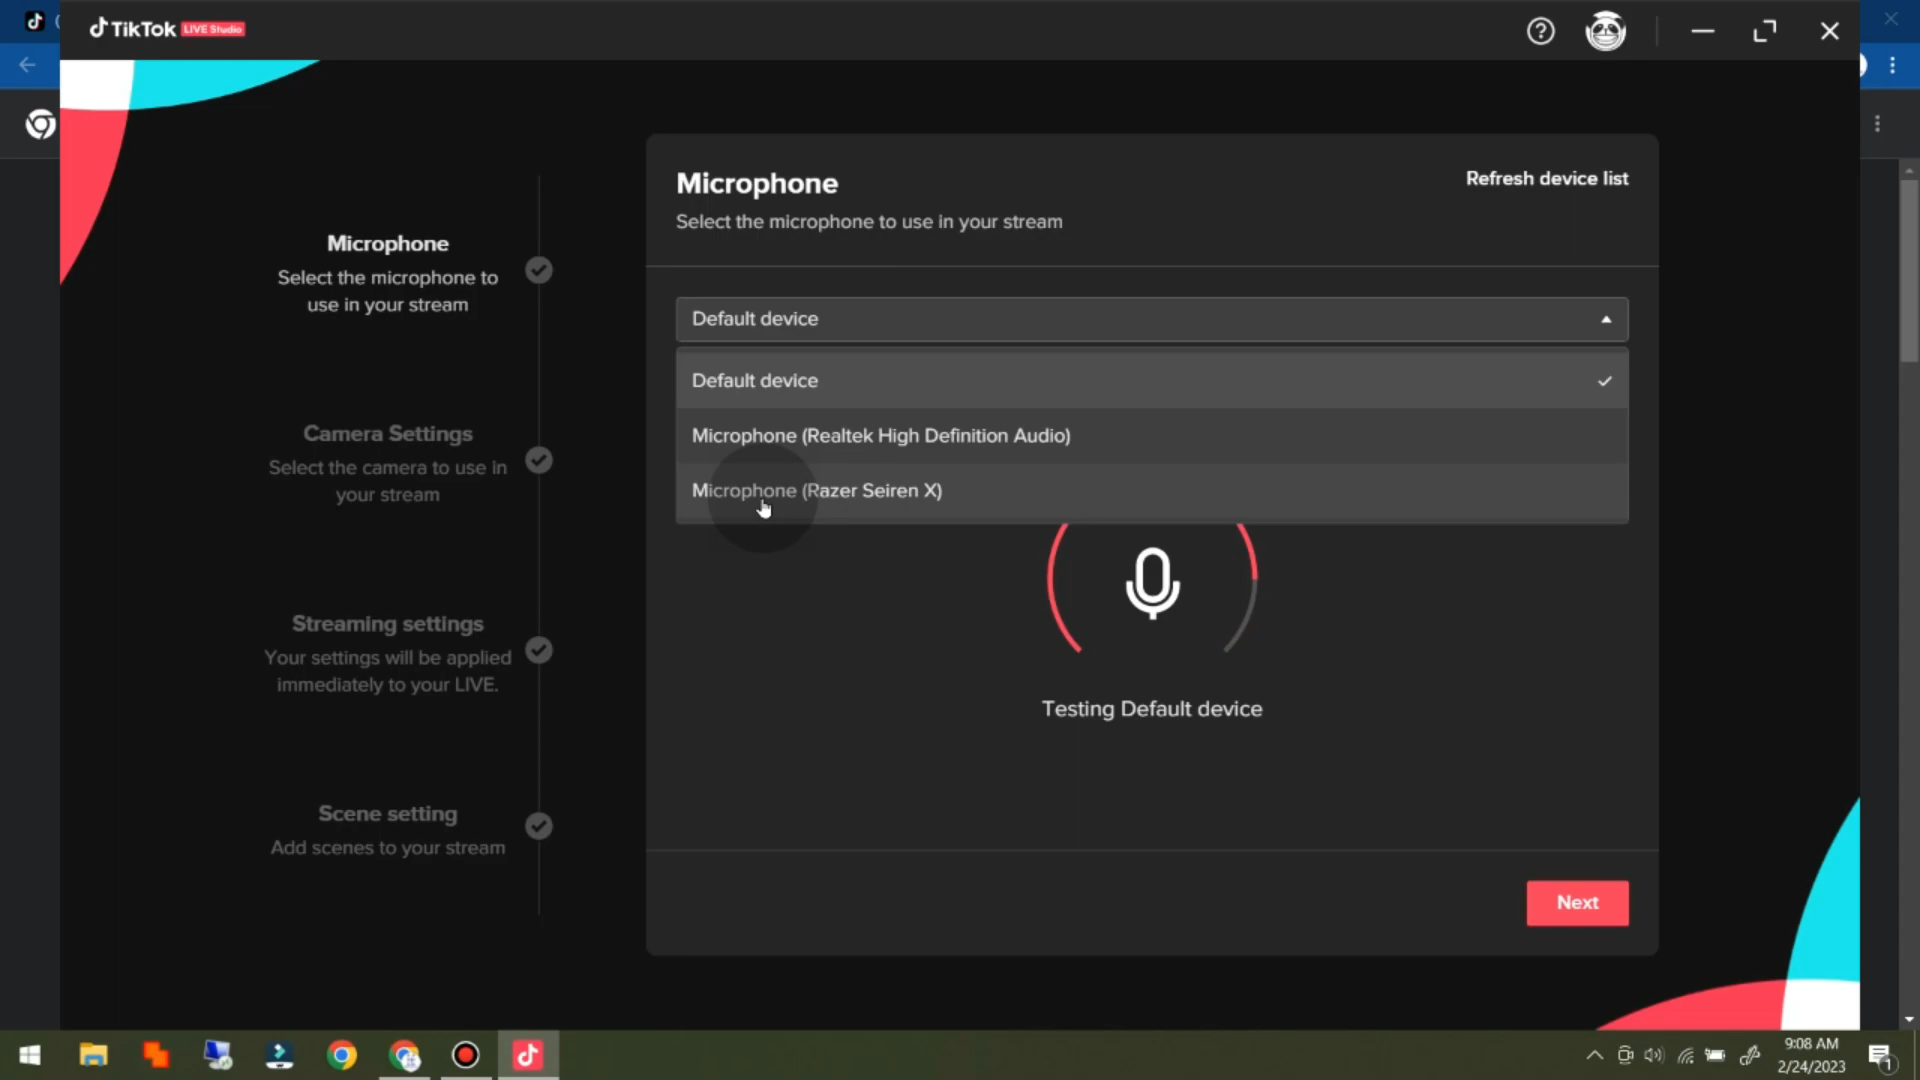 TikTok LIVE Studio
Microphone
Select the microphone to
use in your stream
Camera Settings
Select the camera to use in
your stream
Streaming settings
Your settings will be applied
immediately to your LIVE.
Scene setting
Add scenes to your stream
Microphone
Refresh device list
Select the microphone to use in your stream
Default device
Default device
Microphone (Realtek High Definition Audio)
Microphone (Razer Seiren X)
Testing Default device
Next
9:08 AM
2/24/2023
1